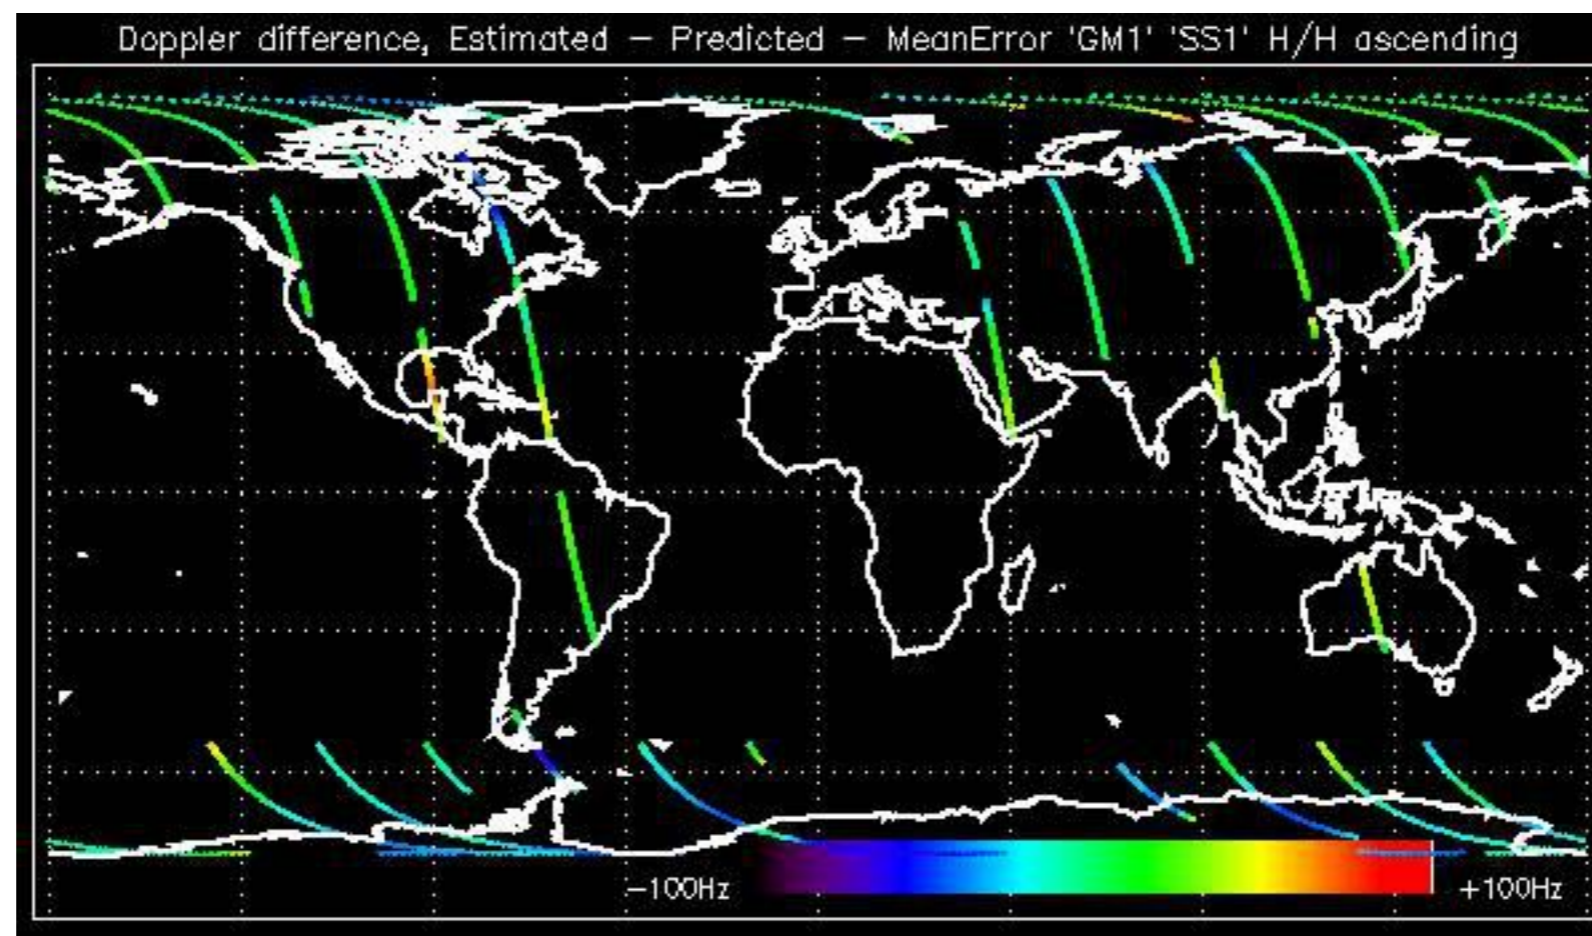 Doppler difference, Estimated − Predicted − MeanError 'GM1' 'SS1' H/H ascending
−100Hz
+100Hz